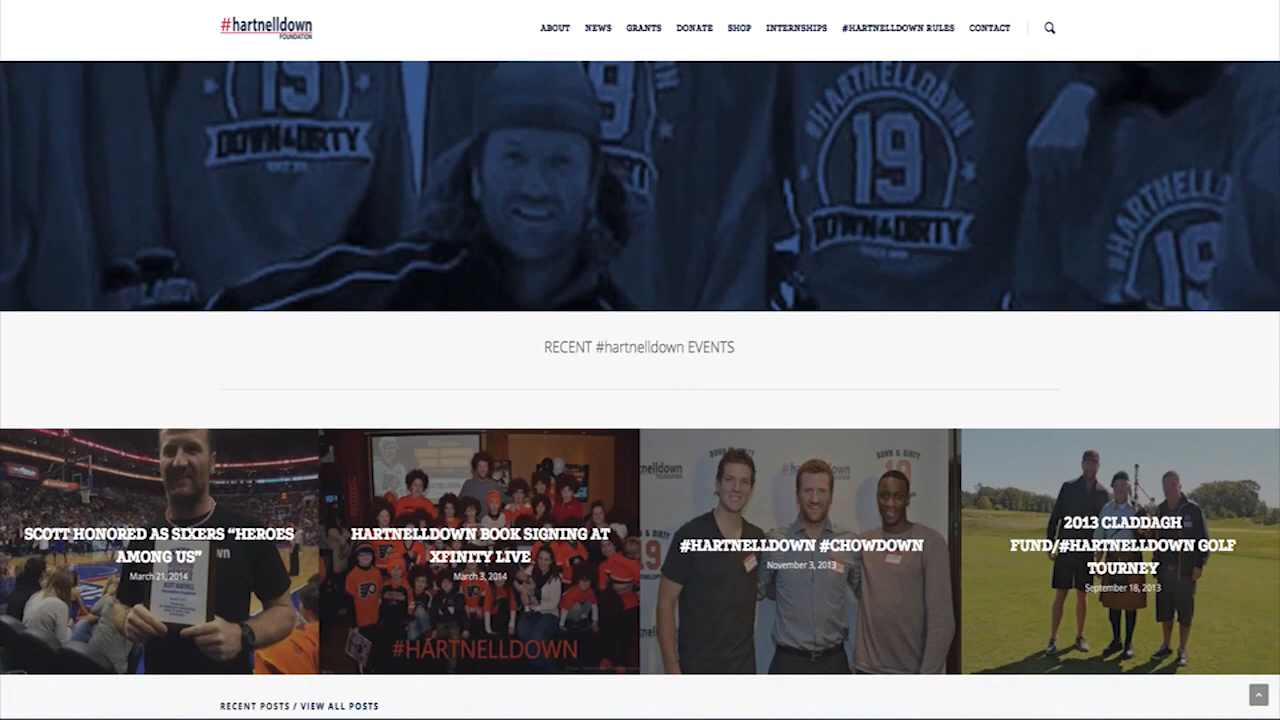 #hartnelldown
FOUNDATION
ABOUT NEWS GRANTS DONATE SHOP INTERNSHIPS #HARTNELLDOWN RULES CONTACT
19
DOWN & DIRTY
#HARTNELLDOWN
19
DOWN & DIRTY
HARTNELLD
19
RECENT #hartnelldown EVENTS
SCOTT HONORED AS SIXERS “HEROES
AMONG US”
March 21, 2014
HARTNELLDOWN BOOK SIGNING AT
XFINITY LIVE
March 3, 2014
#HARTNELLDOWN
#HARTNELLDOWN #CHOWDOWN
November 3, 2013
2013 CLADDAGH
FUND/#HARTNELLDOWN GOLF
TOURNEY
September 18, 2013
RECENT POSTS / VIEW ALL POSTS